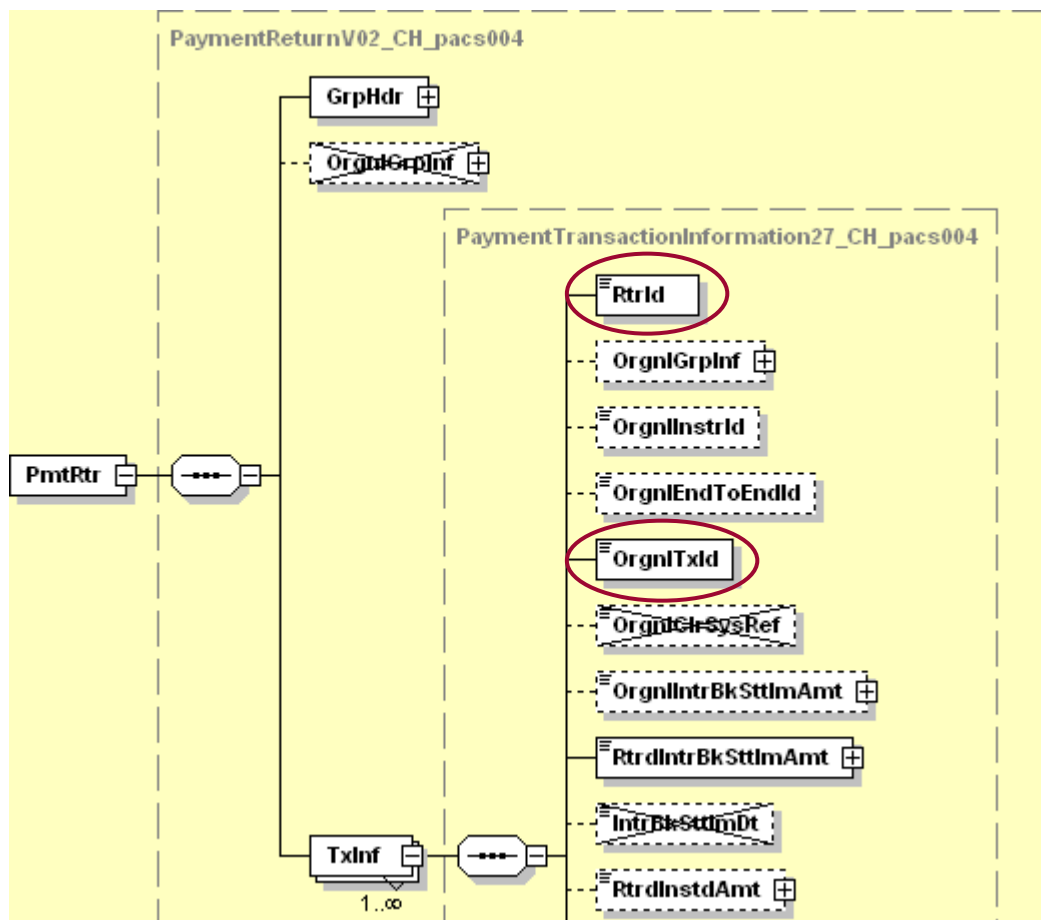 PaymentReturnV02_CH_pacs004
GrpHdr
OrgnlGrpInf
PaymentTransactionInformation27_CH_pacs004
RtrId
OrgnlGrpInf
OrgnlInstrId
OrgnlEndToEndId
PmtRtr
OrgnlTxId
OrgnlClrSysRef
OrgnlIntrBkSttlmAmt
RtrdIntrBkSttlmAmt
IntrBkSttlmDt
TxInf
RtrdInstdAmt
1..∞